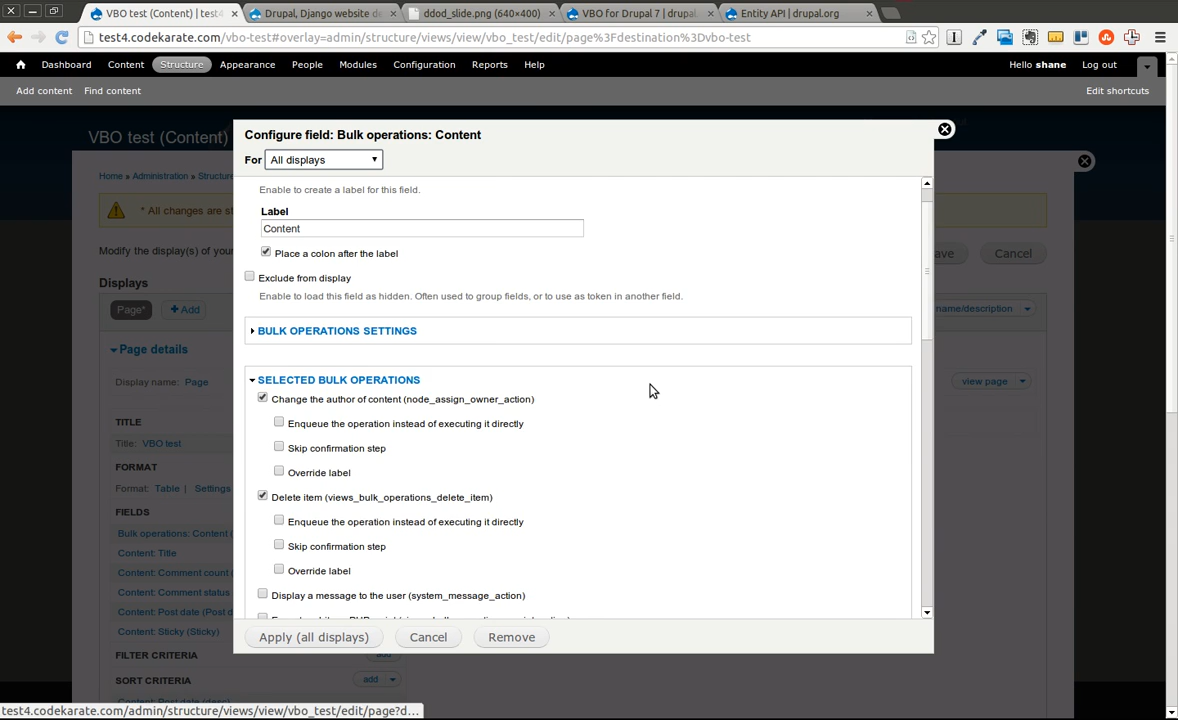 VBO test (Content) | test4
Drupal, Django website de
ddod_slide.png (640×400)
VBO for Drupal 7 | drupal.
Entity API | drupal.org
test4.codekarate.com/vbo-test#overlay=admin/structure/views/view/vbo_test/edit/page%3Fdestination%3Dvbo-test
Dashboard Content Structure Appearance People Modules Configuration Reports Help
Hello shane Log out
Add content Find content
Edit shortcuts
VBO test (Content)
Configure field: Bulk operations: Content
For All displays
Home » Administration » Structure
Enable to create a label for this field.
* All changes are st
Label
Content
Modify the display(s) of your
Place a colon after the label
ave
Cancel
Exclude from display
Displays
Enable to load this field as hidden. Often used to group fields, or to use as token in another field.
Page* Add
name/description
BULK OPERATIONS SETTINGS
Page details
Display name: Page
view page
SELECTED BULK OPERATIONS
Change the author of content (node_assign_owner_action)
TITLE
Enqueue the operation instead of executing it directly
Title: VBO test
Skip confirmation step
FORMAT
Override label
Format: Table | Settings
Delete item (views_bulk_operations_delete_item)
FIELDS
Enqueue the operation instead of executing it directly
Bulk operations: Content (
Skip confirmation step
Content: Title
Override label
Content: Comment count (
Content: Comment status
Display a message to the user (system_message_action)
Content: Post date (Post d
Content: Sticky (Sticky)
Apply (all displays) Cancel Remove
FILTER CRITERIA
add
SORT CRITERIA
add
test4.codekarate.com/admin/structure/views/view/vbo_test/edit/page?d...